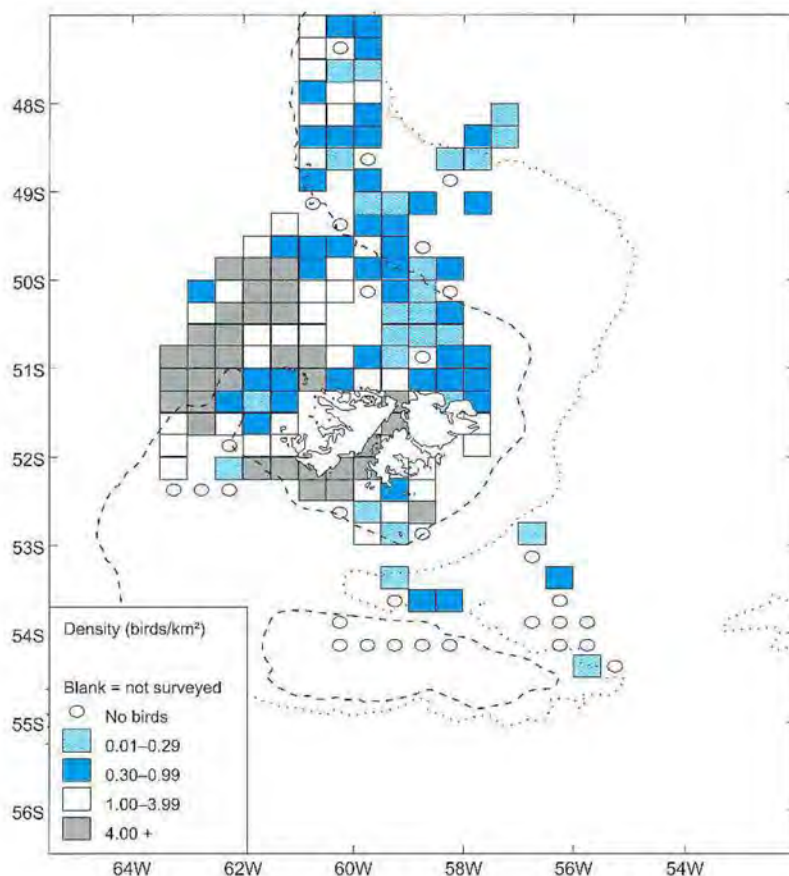 48S
49S
50S
51S
52S
53S
54S
55S
56S
Density (birds/km²)
Blank = not surveyed
No birds
0.01–0.29
0.30–0.99
1.00–3.99
4.00 +
64W 62W 60W 58W 56W 54W